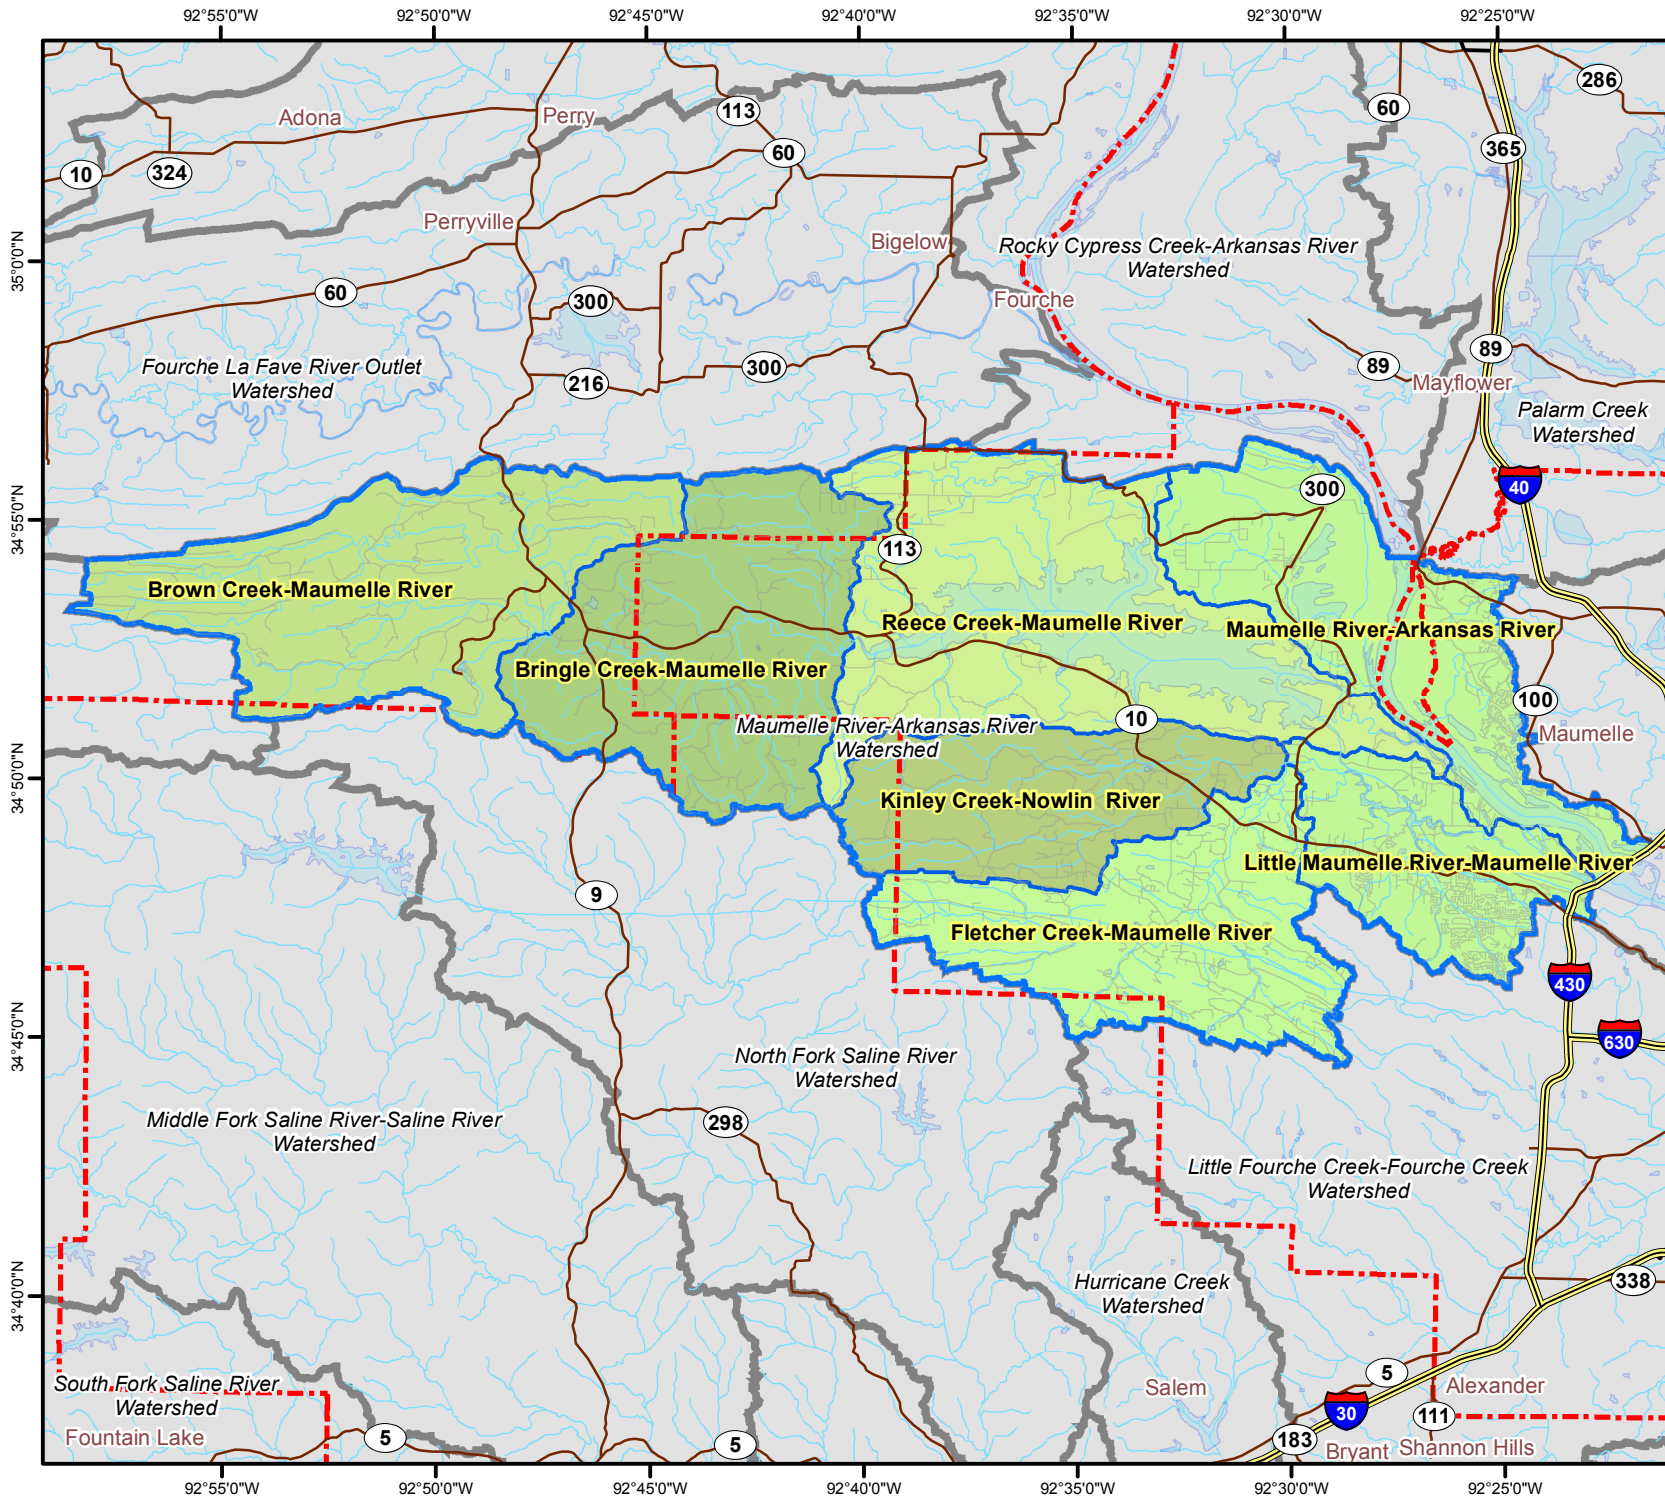 92°55'0"W 92°50'0"W 92°45'0"W 92°40'0"W 92°35'0"W 92°30'0"W 92°25'0"W
286
113 60
Adona Perry
365
60
10 324
Perryville
Bigelow
Rocky Cypress Creek-Arkansas River
Watershed
35°0'0"N
60 300
Fourche
89
Fourche La Fave River Outlet
Watershed
300 89
216 Mayflower
Palarm Creek
Watershed
300 40
34°55'0"N
113
Brown Creek-Maumelle River
Reece Creek-Maumelle River
Maumelle River-Arkansas River
Bringle Creek-Maumelle River
100
10
Maumelle River-Arkansas River
Watershed
Maumelle
34°50'0"N
Kinley Creek-Nowlin River
Little Maumelle River-Maumelle River
9
Fletcher Creek-Maumelle River
430
34°45'0"N
630
North Fork Saline River
Watershed
Middle Fork Saline River-Saline River
Watershed
298
Little Fourche Creek-Fourche Creek
Watershed
34°40'0"N
Hurricane Creek
Watershed
338
South Fork Saline River
Watershed
5
Salem Alexander
30 111
Fountain Lake
5 5 183
Bryant Shannon Hills
92°55'0"W 92°50'0"W 92°45'0"W 92°40'0"W 92°35'0"W 92°30'0"W 92°25'0"W